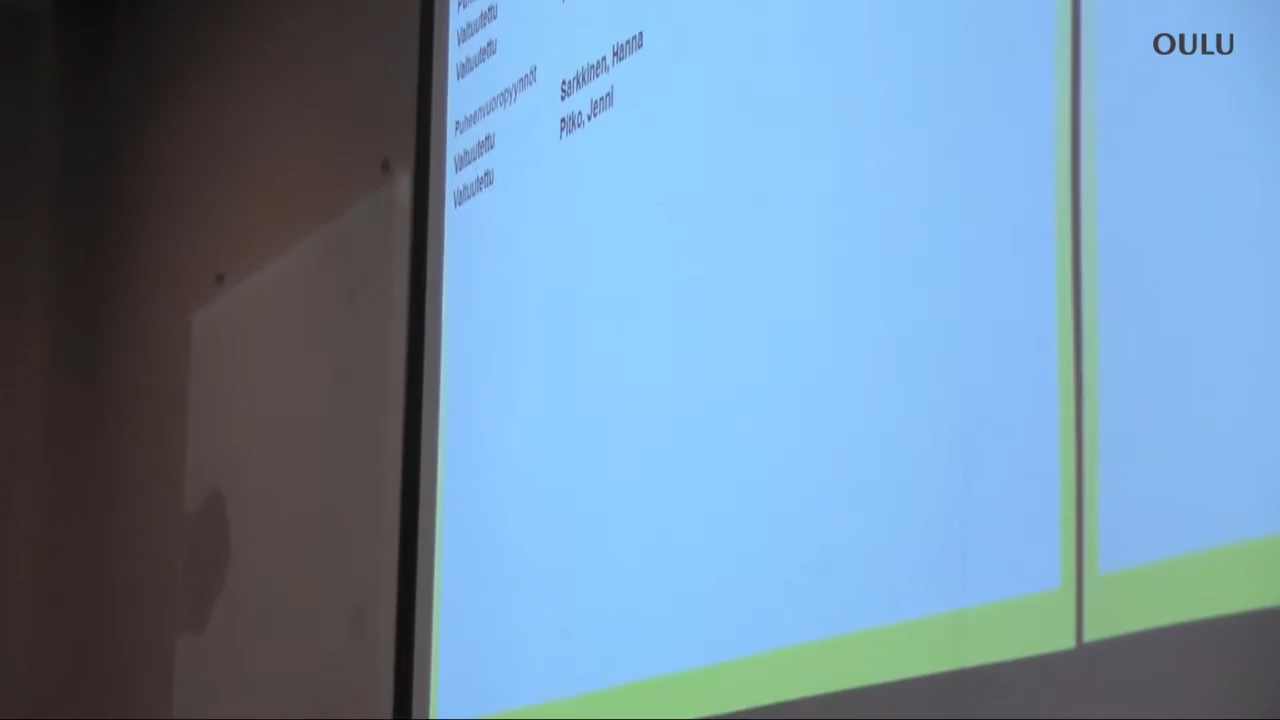 OULU
Valtuutettu
Valtuutettu
Puheenvuoropyynnöt
Valtuutettu Sarkkinen, Hanna
Valtuutettu Pitko, Jenni